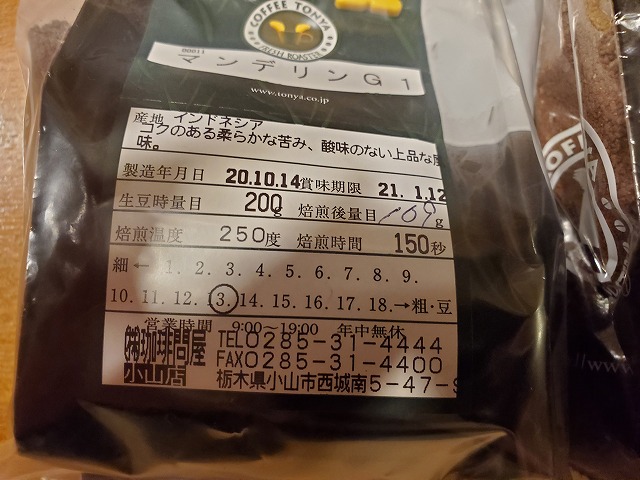 COFFEE TONYA
FRESH ROASTER
00011
マンデリンG1
www.tonya.co.jp
産地 インドネシア
コクのある柔らかな苦み、酸味のない上品な風
味。
製造年月日 20.10.14 賞味期限 21. 1.12
生豆時量目 200g 焙煎後量目 g
焙煎温度 250度 焙煎時間 150秒
細←1. 2. 3. 4. 5. 6. 7. 8. 9.
10. 11. 12. 13. 14. 15. 16. 17. 18.→粗・豆
営業時間 9:00～19:00 年中無休
㈱珈琲問屋
小山店
TEL0285-31-4444
FAX0285-31-4400
栃木県小山市西城南5-47-
COFFE